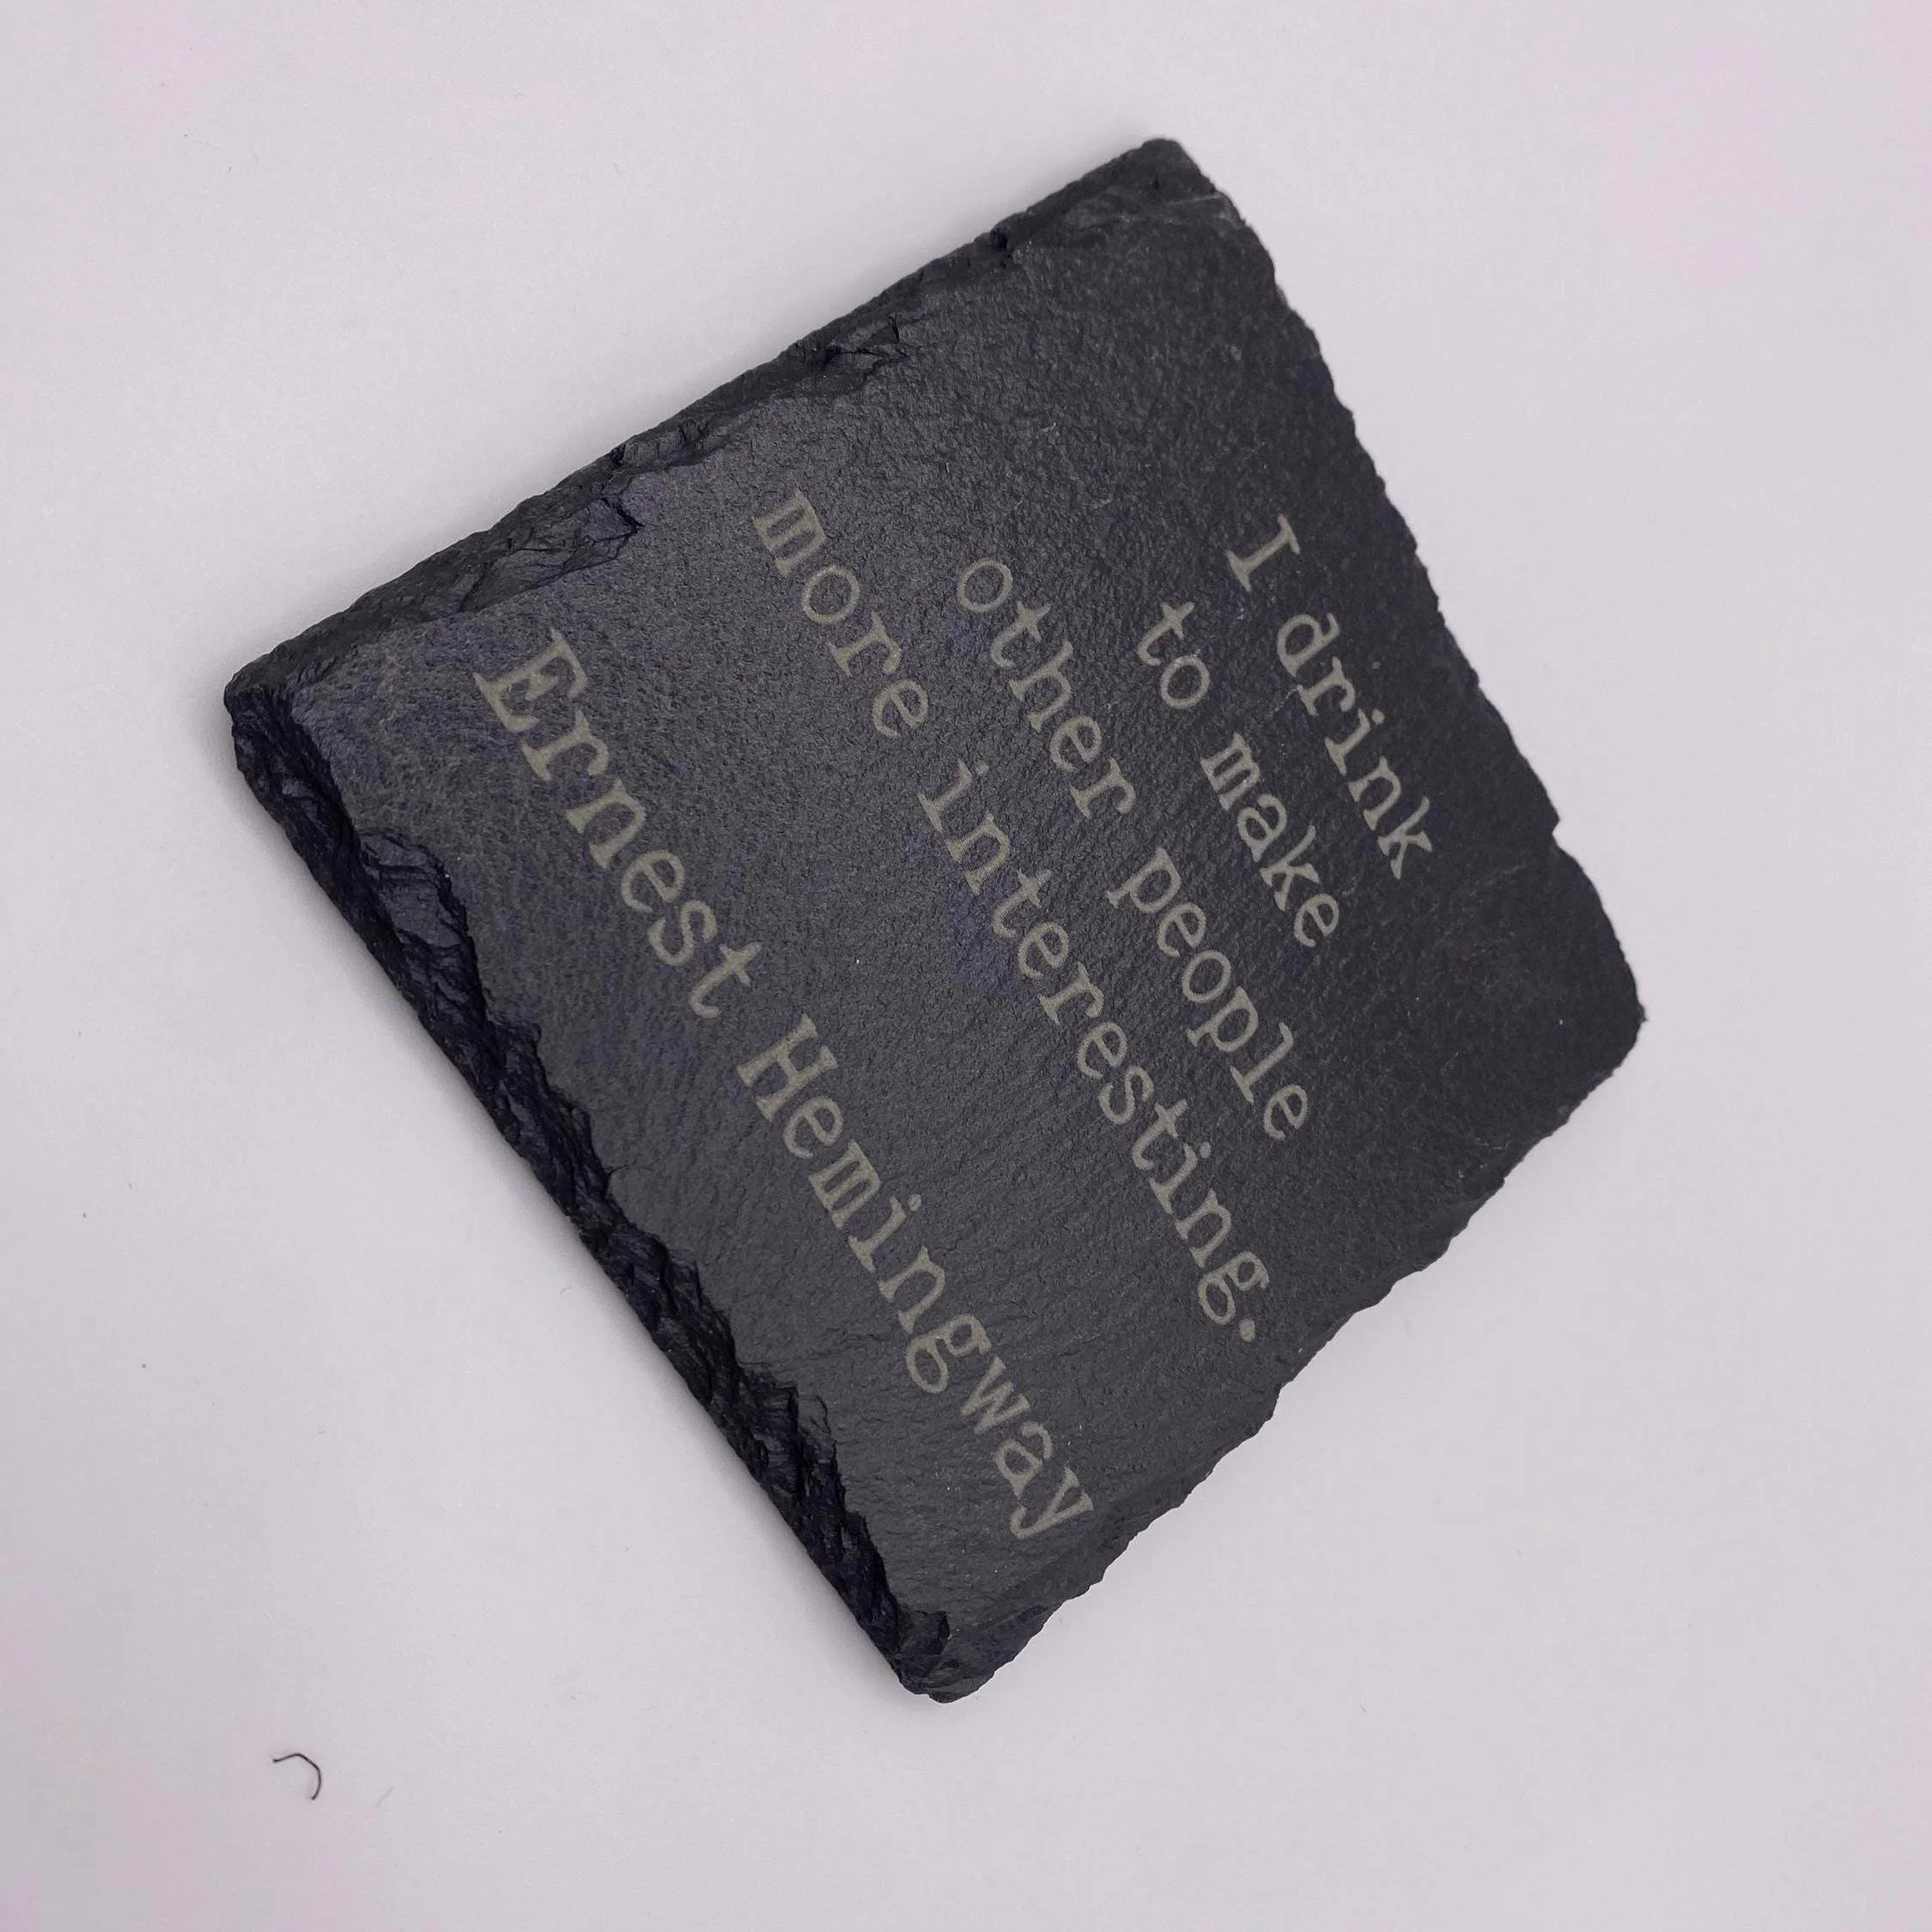 I drink
to make
other people
more interesting.
Ernest Hemingway